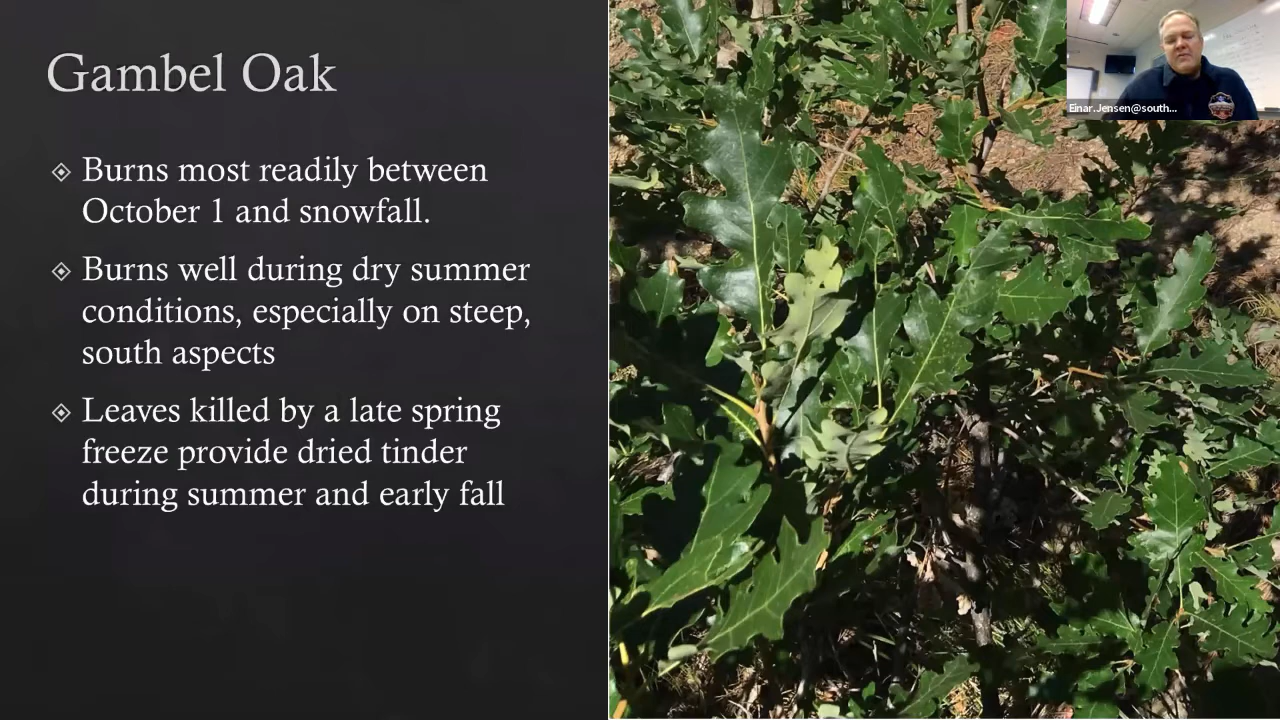 Gambel Oak
Burns most readily between
October 1 and snowfall.
Burns well during dry summer
conditions, especially on steep,
south aspects
Leaves killed by a late spring
freeze provide dried tinder
during summer and early fall
Einar.Jensen@south...